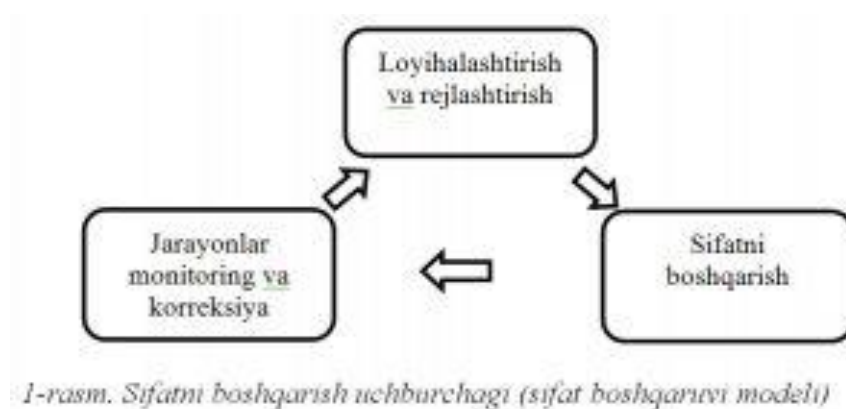 Loyihalashtirish
va rejlashtirish
Jarayonlar
monitoring va
korreksiya
Sifatni
boshqarish
1-rasm. Sifatni boshqarish uchburchagi (sifat boshqaruvi modeli)